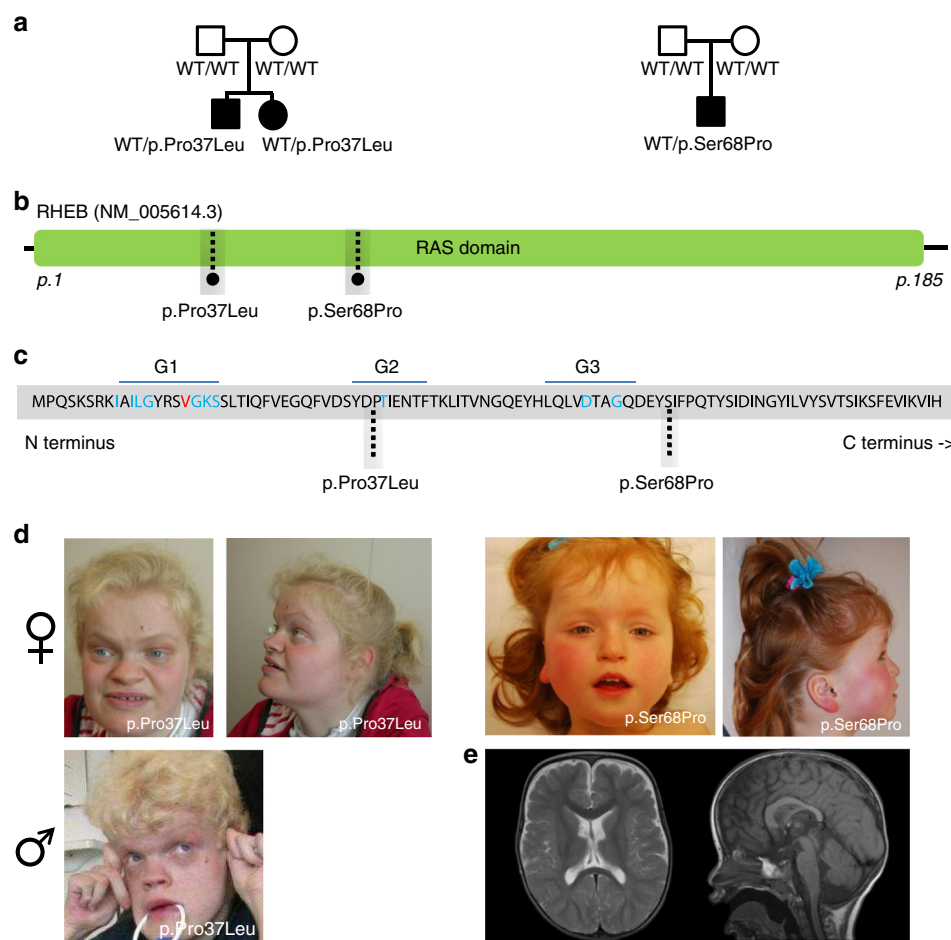 a
WT/WT WT/WT
WT/p.Pro37Leu WT/p.Pro37Leu
WT/WT WT/WT
WT/p.Ser68Pro
b
RHEB (NM_005614.3)
RAS domain
p.1
p.185
p.Pro37Leu
p.Ser68Pro
c
G1
G2
G3
MPQSKSRKIAILGYRSVGKSSLTIQFVEGQFVDSYDPTIENTFTKLITVNGQEYHLQLVDTAGQDEYSIFPQTYSIDINGYILVYSVTSIKSFEVIKVIH
N terminus
C terminus ->
p.Pro37Leu
p.Ser68Pro
d
p.Pro37Leu
p.Pro37Leu
p.Ser68Pro
p.Ser68Pro
p.Pro37Leu
e